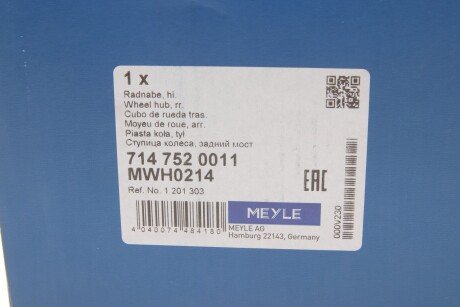 1 x
Radnabe, hi.
Wheel hub, rr.
Cubo de rueda tras.
Moyeu de roue, arr.
Piasta koła, tył
Ступица колеса, задний мост
714 752 0011
MWH0214
Ref. No. 1 201 303
EAC
MEYLE
4 040074 484180
MEYLE AG
Hamburg 22143, Germany
000V230